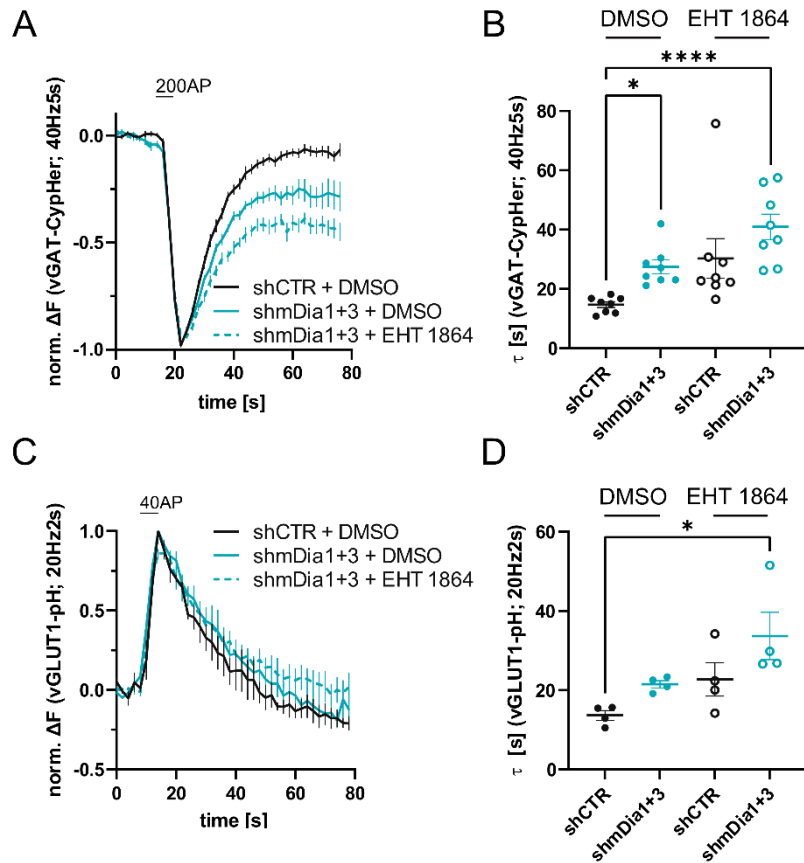 A
200AP
norm. ΔF (vGAT-CypHer; 40Hz5s)
0.0
-0.5
-1.0
shCTR + DMSO
shmDia1+3 + DMSO
shmDia1+3 + EHT 1864
0 20 40 60 80
time [s]
B
DMSO EHT 1864
****
*
τ [s] (vGAT-CypHer; 40Hz5s)
80
60
40
20
0
shCTR
shmDia1+3
shCTR
shmDia1+3
C
40AP
norm. ΔF (vGLUT1-pH; 20Hz2s)
1.0
0.5
0.0
-0.5
shCTR + DMSO
shmDia1+3 + DMSO
shmDia1+3 + EHT 1864
0 20 40 60 80
time [s]
D
DMSO EHT 1864
*
τ [s] (vGLUT1-pH; 20Hz2s)
60
40
20
0
shCTR
shmDia1+3
shCTR
shmDia1+3